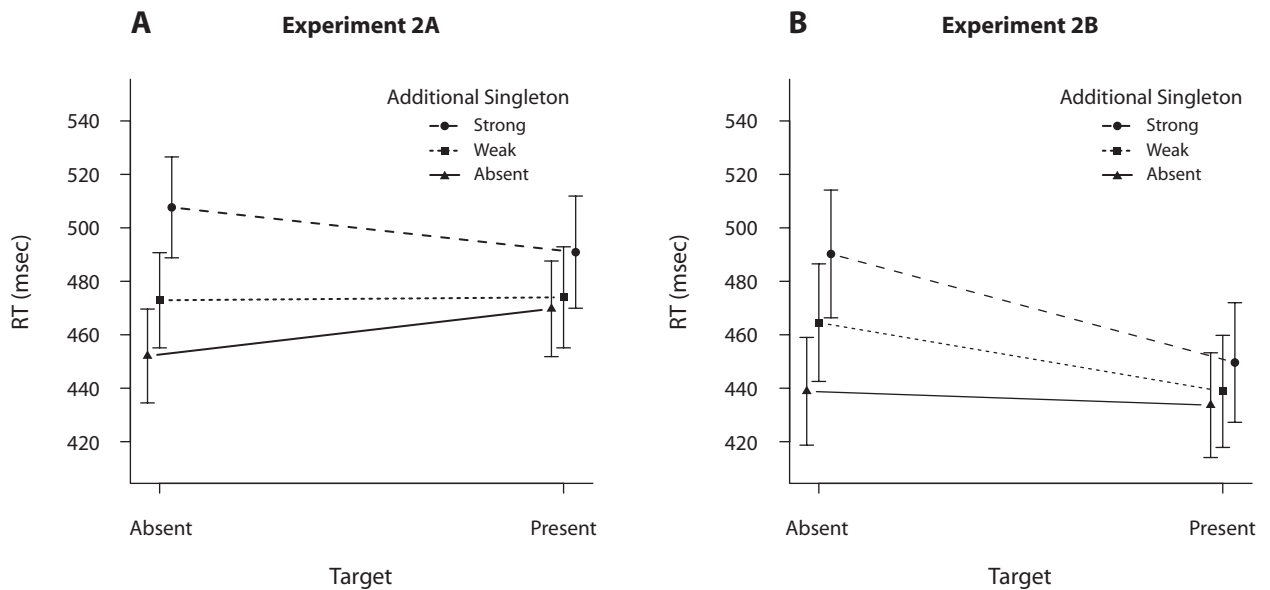 A
Experiment 2A
Additional Singleton
Strong
Weak
Absent
540
520
500
480
460
440
420
RT (msec)
Absent
Present
Target
B
Experiment 2B
Additional Singleton
Strong
Weak
Absent
540
520
500
480
460
440
420
RT (msec)
Absent
Present
Target